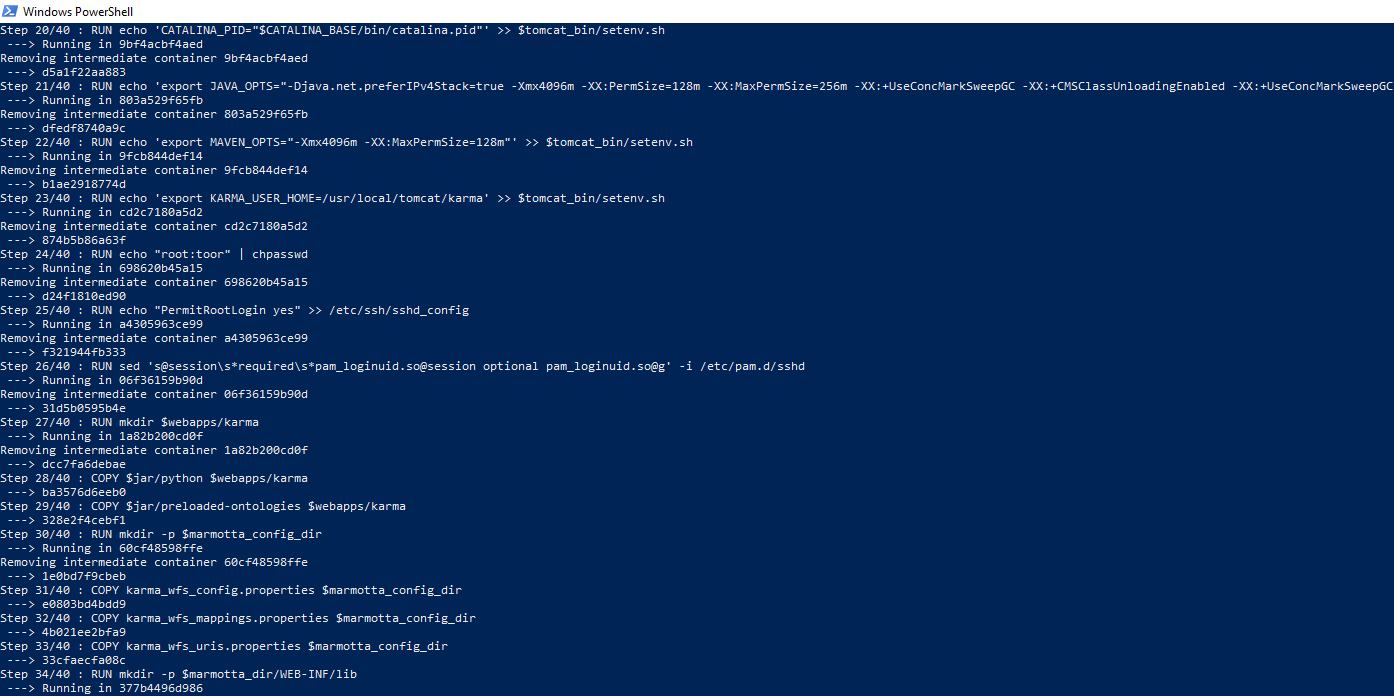 Windows PowerShell
Step 20/40 : RUN echo 'CATALINA_PID="$CATALINA_BASE/bin/catalina.pid"' >> $tomcat_bin/setenv.sh
 ---> Running in 9bf4acbf4aed
Removing intermediate container 9bf4acbf4aed
 ---> d5a1f22aa883
Step 21/40 : RUN echo 'export JAVA_OPTS="-Djava.net.preferIPv4Stack=true -Xmx4096m -XX:PermSize=128m -XX:MaxPermSize=256m -XX:+UseConcMarkSweepGC -XX:+CMSClassUnloadingEnabled -XX:+UseConcMarkSweepGC
 ---> Running in 803a529f65fb
Removing intermediate container 803a529f65fb
 ---> dfedf8740a9c
Step 22/40 : RUN echo 'export MAVEN_OPTS="-Xmx4096m -XX:MaxPermSize=128m"' >> $tomcat_bin/setenv.sh
 ---> Running in 9fcb844def14
Removing intermediate container 9fcb844def14
 ---> b1ae2918774d
Step 23/40 : RUN echo 'export KARMA_USER_HOME=/usr/local/tomcat/karma' >> $tomcat_bin/setenv.sh
 ---> Running in cd2c7180a5d2
Removing intermediate container cd2c7180a5d2
 ---> 874b5b86a63f
Step 24/40 : RUN echo "root:toor" | chpasswd
 ---> Running in 698620b45a15
Removing intermediate container 698620b45a15
 ---> d24f1810ed90
Step 25/40 : RUN echo "PermitRootLogin yes" >> /etc/ssh/sshd_config
 ---> Running in a4305963ce99
Removing intermediate container a4305963ce99
 ---> f321944fb333
Step 26/40 : RUN sed 's@session\s*required\s*pam_loginuid.so@session optional pam_loginuid.so@g' -i /etc/pam.d/sshd
 ---> Running in 06f36159b90d
Removing intermediate container 06f36159b90d
 ---> 31d5b0595b4e
Step 27/40 : RUN mkdir $webapps/karma
 ---> Running in 1a82b200cd0f
Removing intermediate container 1a82b200cd0f
 ---> dcc7fa6debae
Step 28/40 : COPY $jar/python $webapps/karma
 ---> ba3576d6eeb0
Step 29/40 : COPY $jar/preloaded-ontologies $webapps/karma
 ---> 328e2f4cebf1
Step 30/40 : RUN mkdir -p $marmotta_config_dir
 ---> Running in 60cf48598ffe
Removing intermediate container 60cf48598ffe
 ---> 1e0bd7f9cbeb
Step 31/40 : COPY karma_wfs_config.properties $marmotta_config_dir
 ---> e0803bd4bdd9
Step 32/40 : COPY karma_wfs_mappings.properties $marmotta_config_dir
 ---> 4b021ee2bfa9
Step 33/40 : COPY karma_wfs_uris.properties $marmotta_config_dir
 ---> 33cfaecfa08c
Step 34/40 : RUN mkdir -p $marmotta_dir/WEB-INF/lib
 ---> Running in 377b4496d986